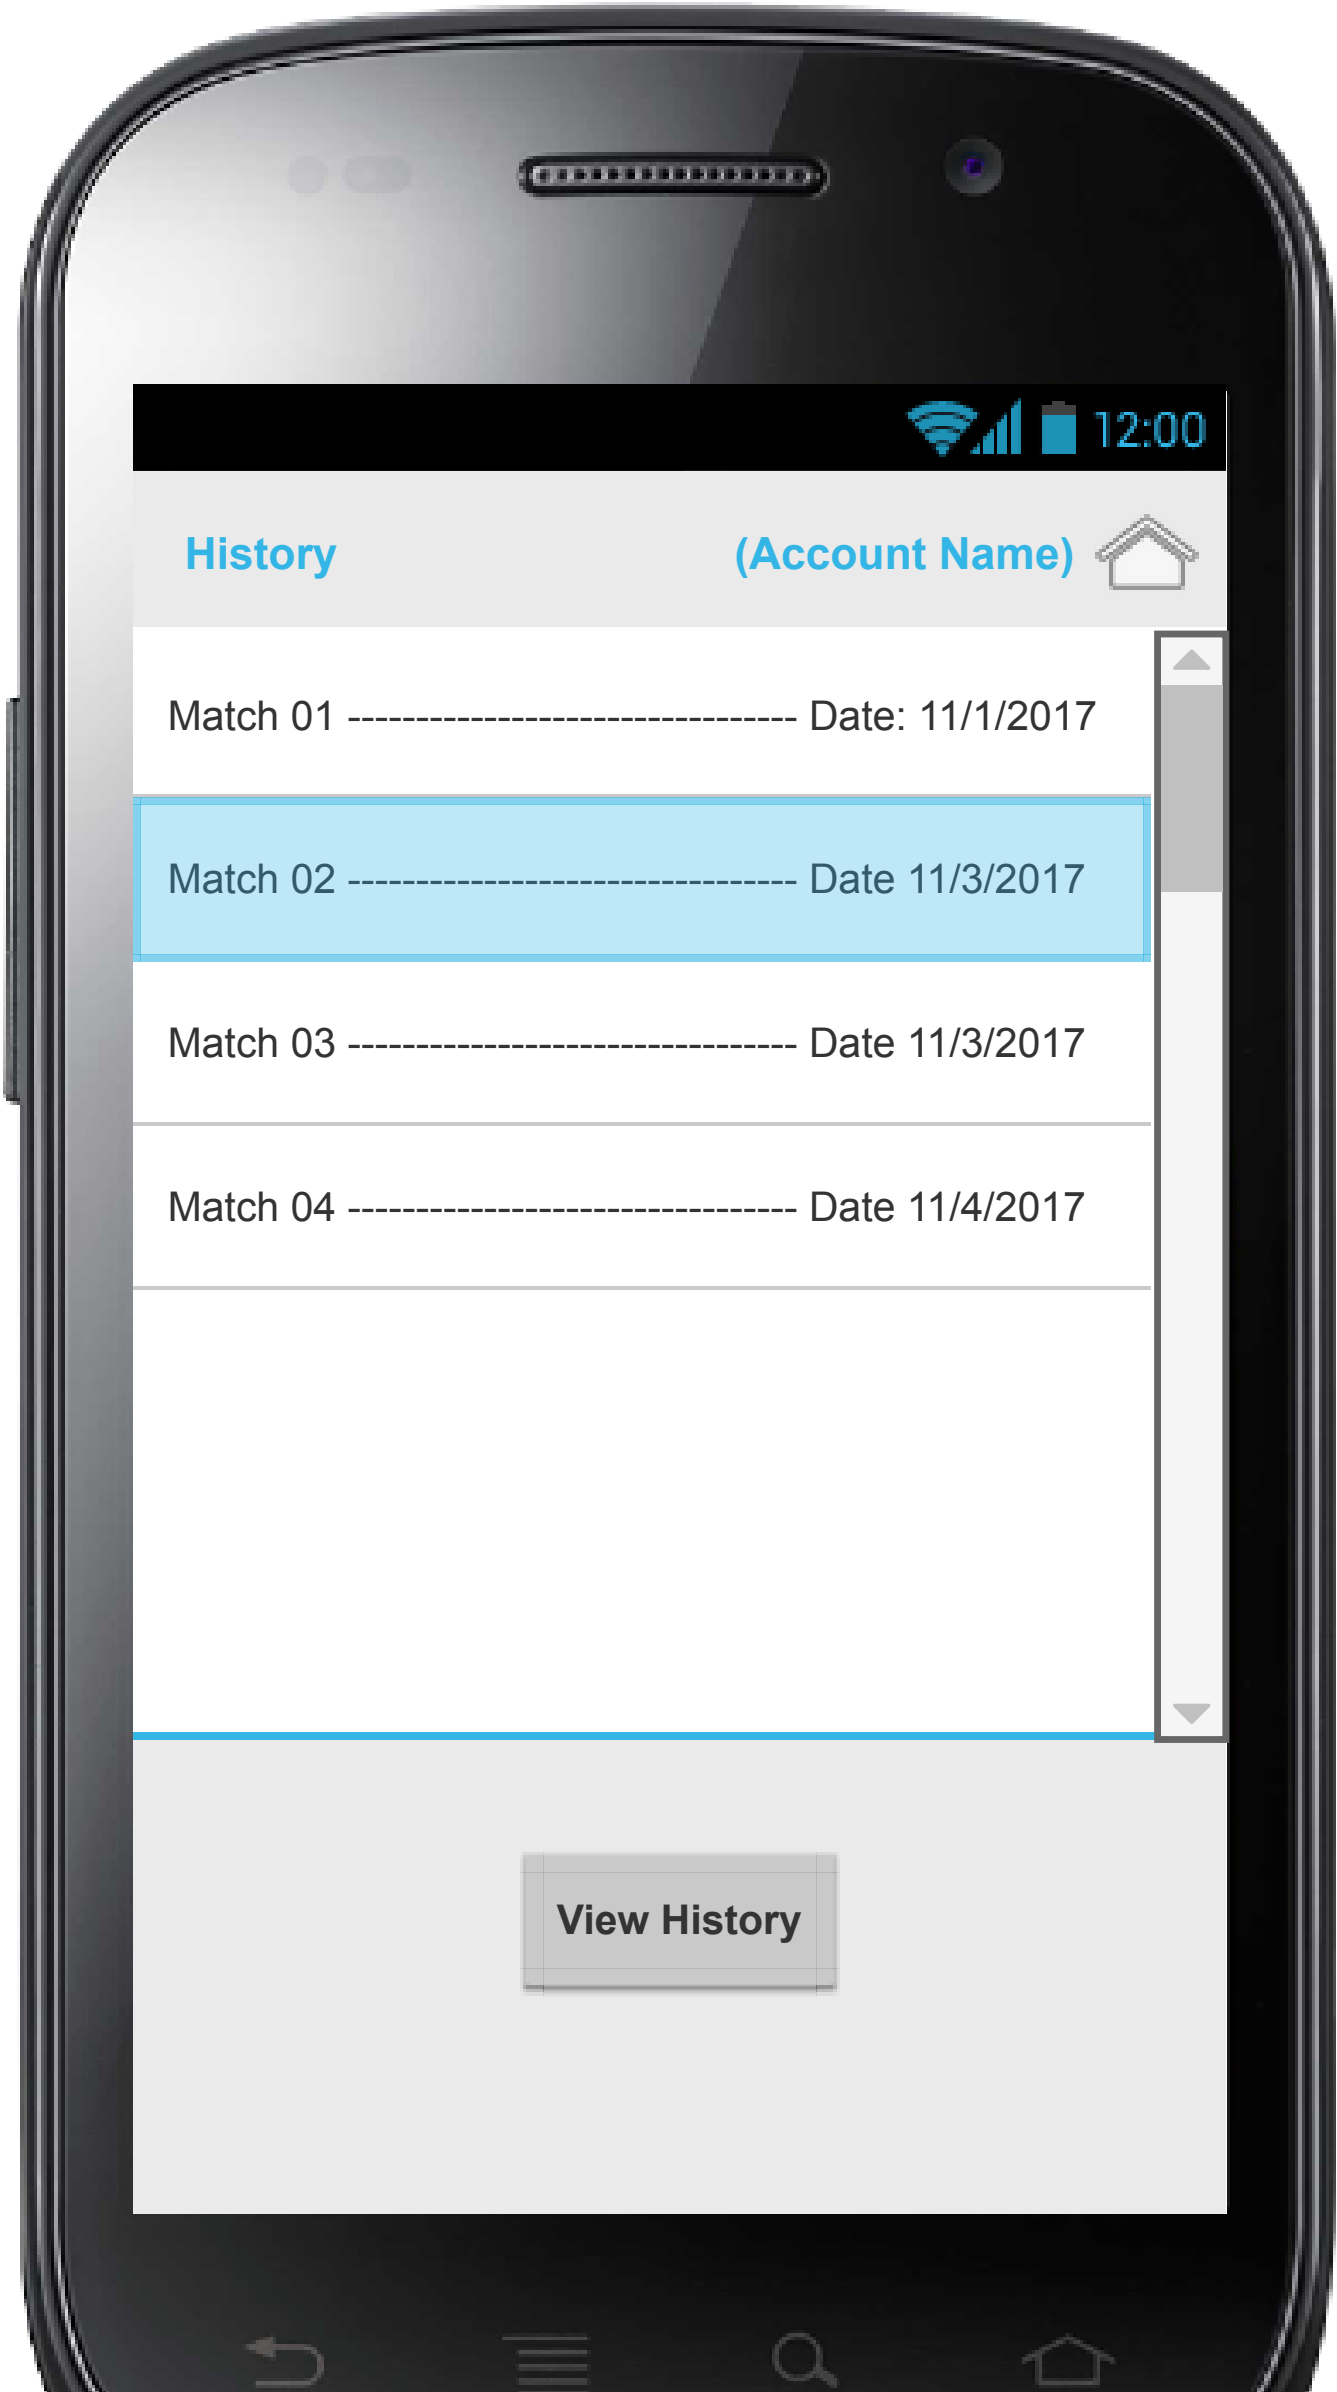 12:00
History (Account Name)
Match 01 --------------------------------- Date: 11/1/2017
Match 02 --------------------------------- Date 11/3/2017
Match 03 --------------------------------- Date 11/3/2017
Match 04 --------------------------------- Date 11/4/2017
View History